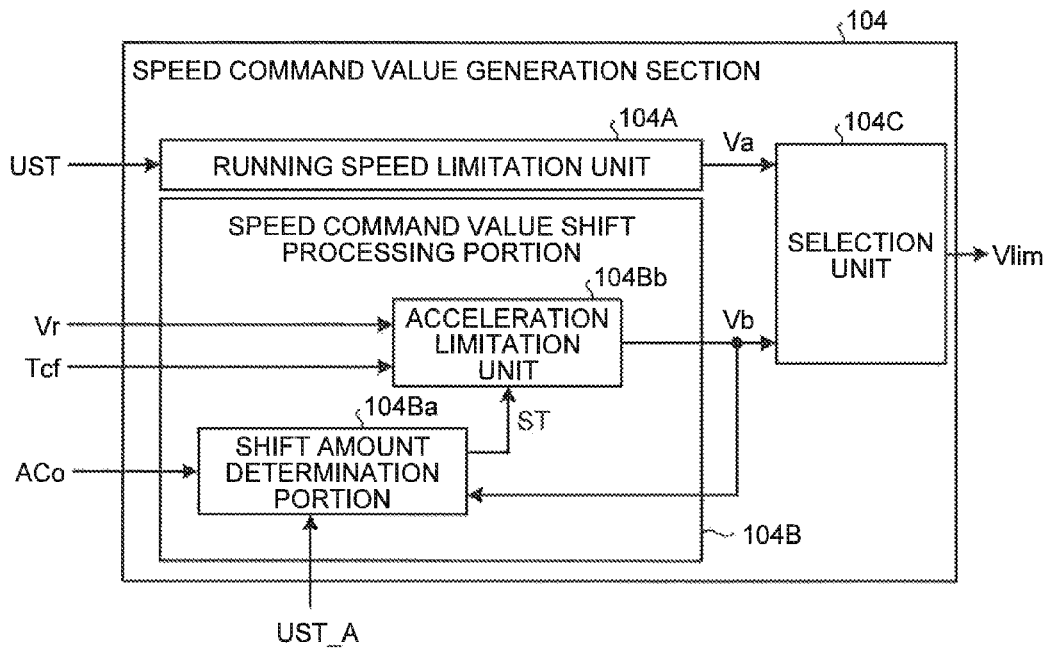 104
SPEED COMMAND VALUE GENERATION SECTION
104A
104C
UST
RUNNING SPEED LIMITATION UNIT
Va
SPEED COMMAND VALUE SHIFT
PROCESSING PORTION
SELECTION
UNIT
Vlim
104Bb
Vr
ACCELERATION
LIMITATION
UNIT
Vb
Tcf
104Ba
ST
ACo
SHIFT AMOUNT
DETERMINATION
PORTION
104B
UST_A